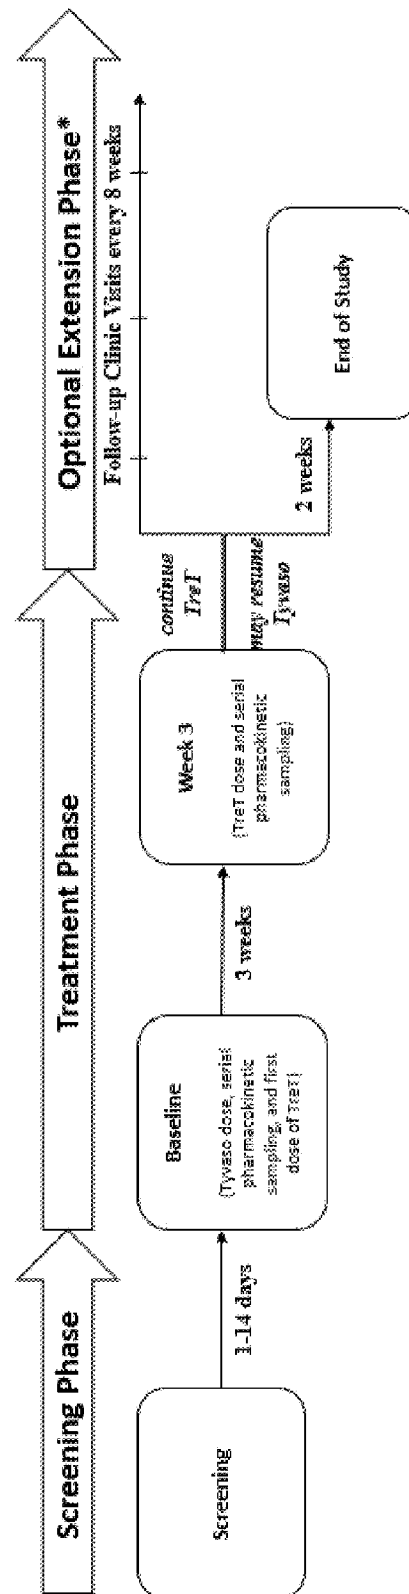 Screening Phase
Treatment Phase
Optional Extension Phase*
Follow-up Clinic Visits every 8 weeks
Screening
1-14 days
Baseline
(Tyvaso dose, serial
pharmacokinetic
sampling, and first
dose of TreT)
3 weeks
Week 3
(TreT dose and serial
pharmacokinetic
sampling)
continue
TreT
may resume
Tyvaso
2 weeks
End of Study